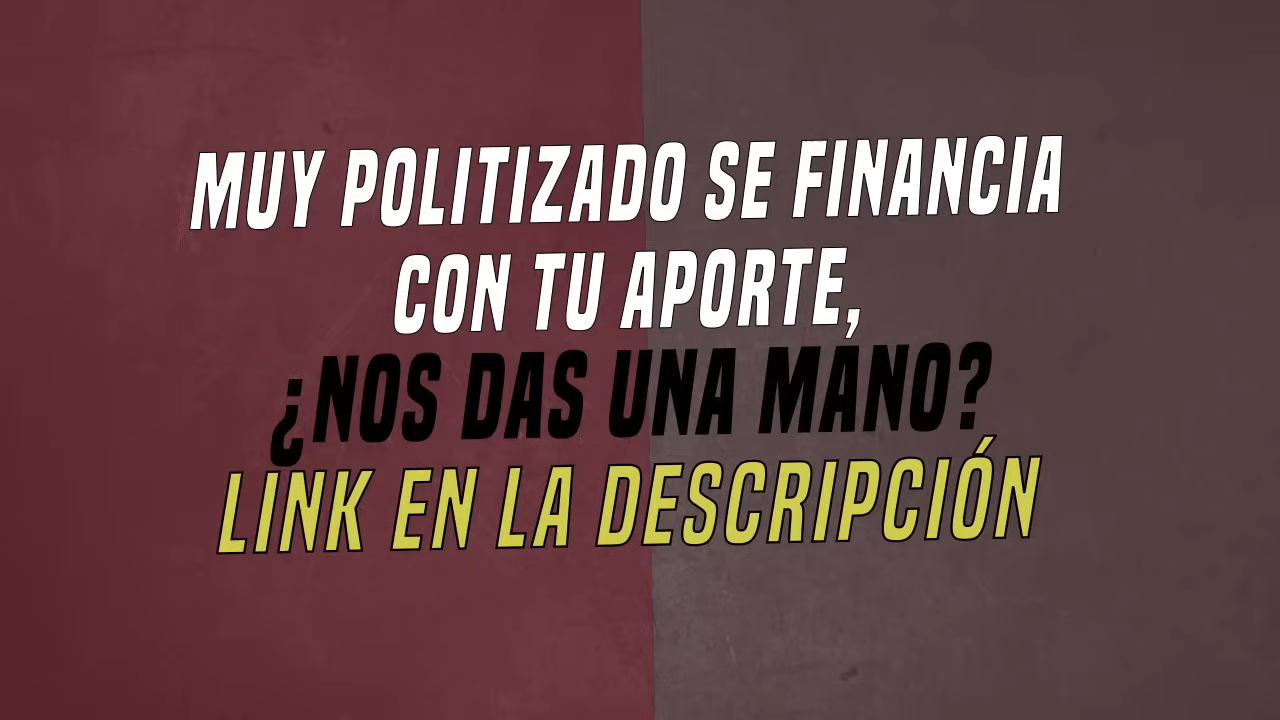 MUY POLITIZADO SE FINANCIA
CON TU APORTE,
¿NOS DAS UNA MANO?
LINK EN LA DESCRIPCIÓN